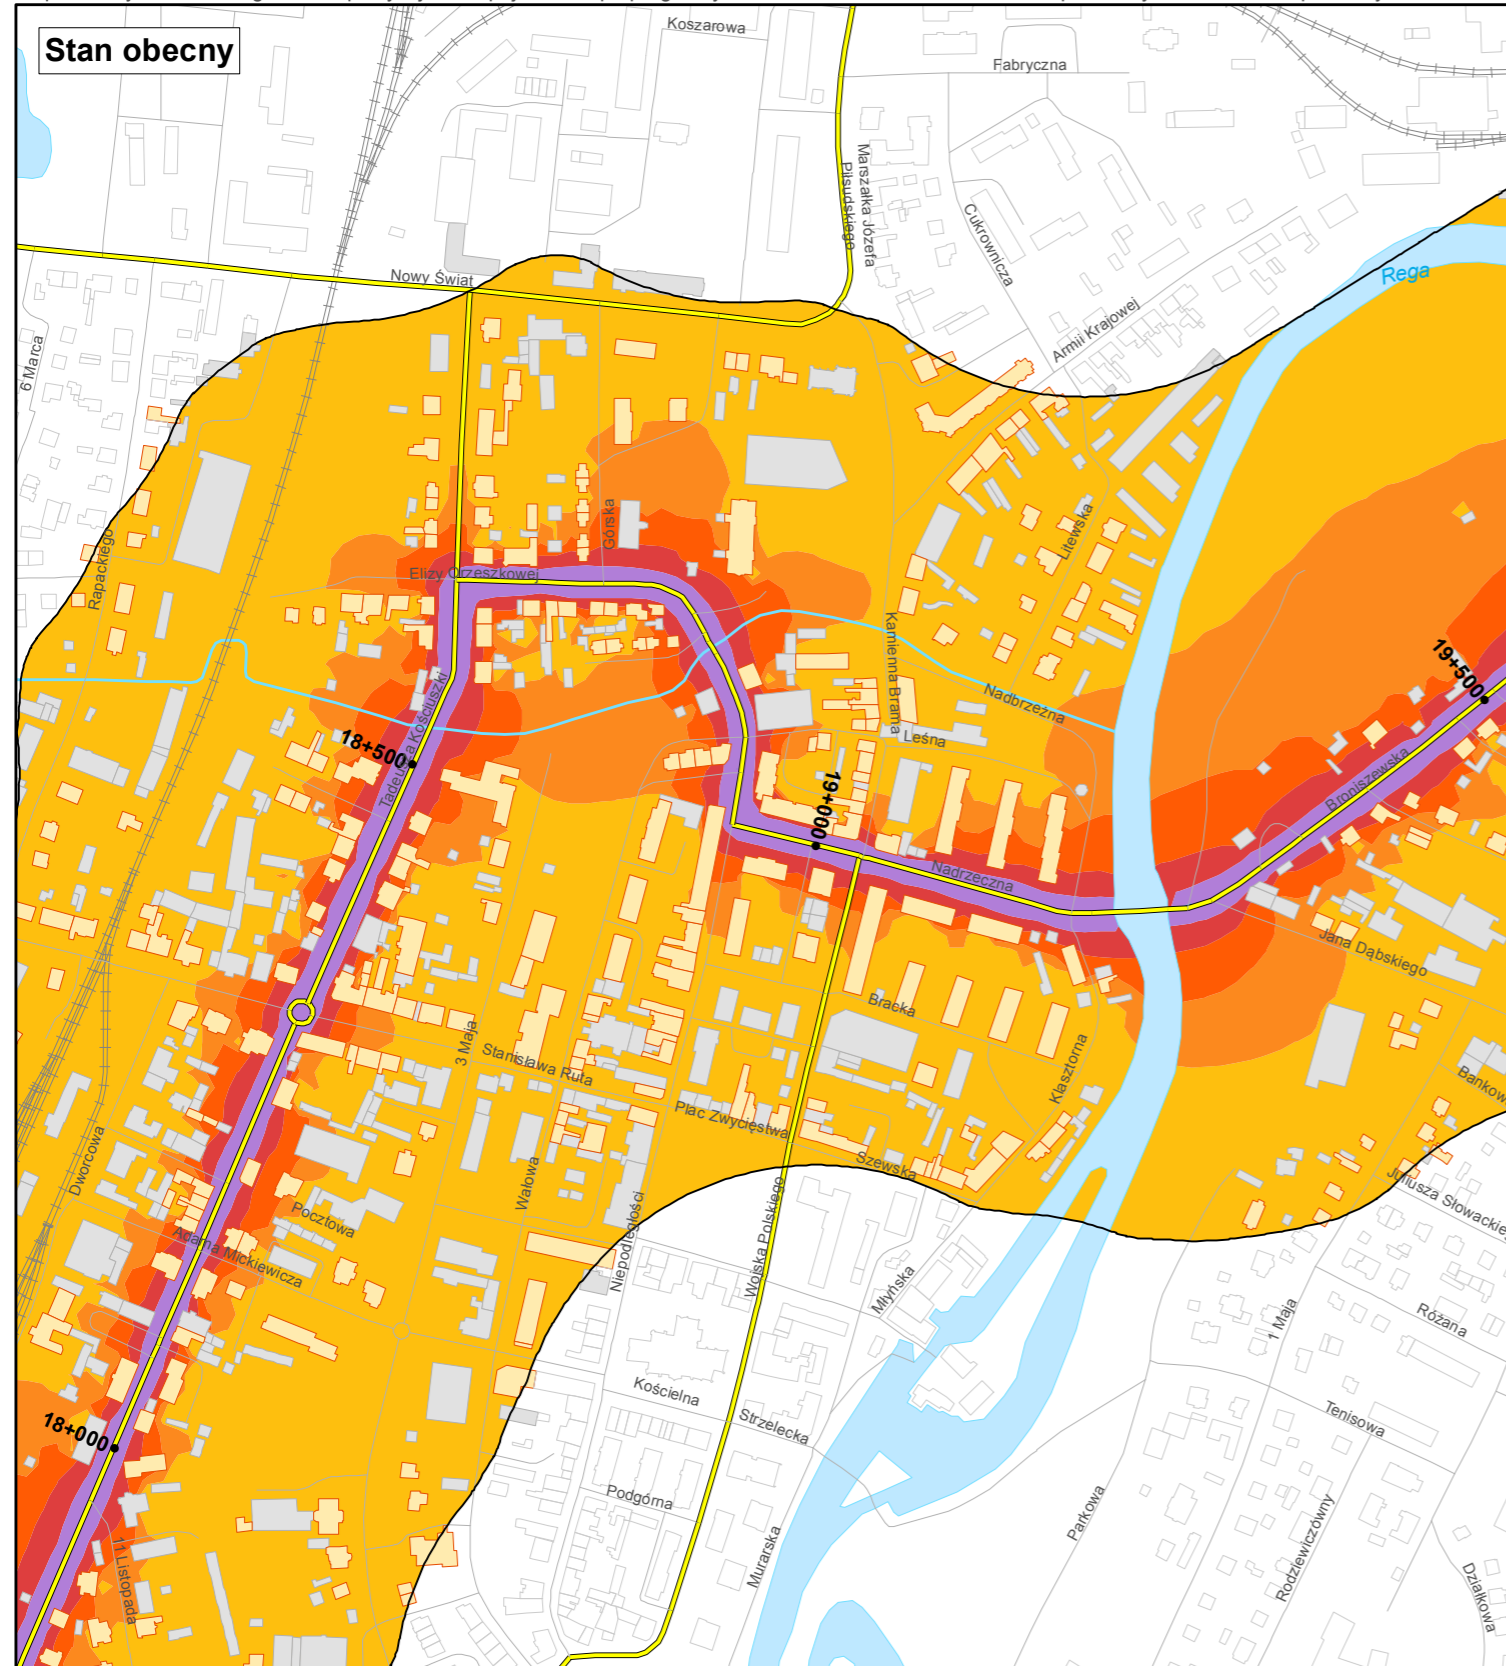 Stan obecny
Koszarowa
Fabryczna
Marszałka Józefa
Piłsudskiego
Cukrownicza
Rega
Nowy Świat
Armii Krajowej
6 Marca
Rapackiego
Górska
Litewska
Elizy Orzeszkowej
Kamienna Brama
19+500
Nadbrzeżna
Tadeusza Kościuszki
18+500
Leśna
19+000
Broniszewska
Nadrzeczna
Jana Dąbskiego
Bracka
3 Maja
Stanisława Ruta
Klasztorna
Plac Zwycięstwa
Szewska
Dworcowa
Wałowa
Juliusza Słowackie
Pocztowa
Niepodległości
Wojska Polskiego
Adama Mickiewicza
Młyńska
1 Maja
Różana
Kościelna
Strzelecka
Tenisowa
18+000
Podgórna
Parkowa
Murarska
Rodziewiczówny
11 Listopada
Działkowa